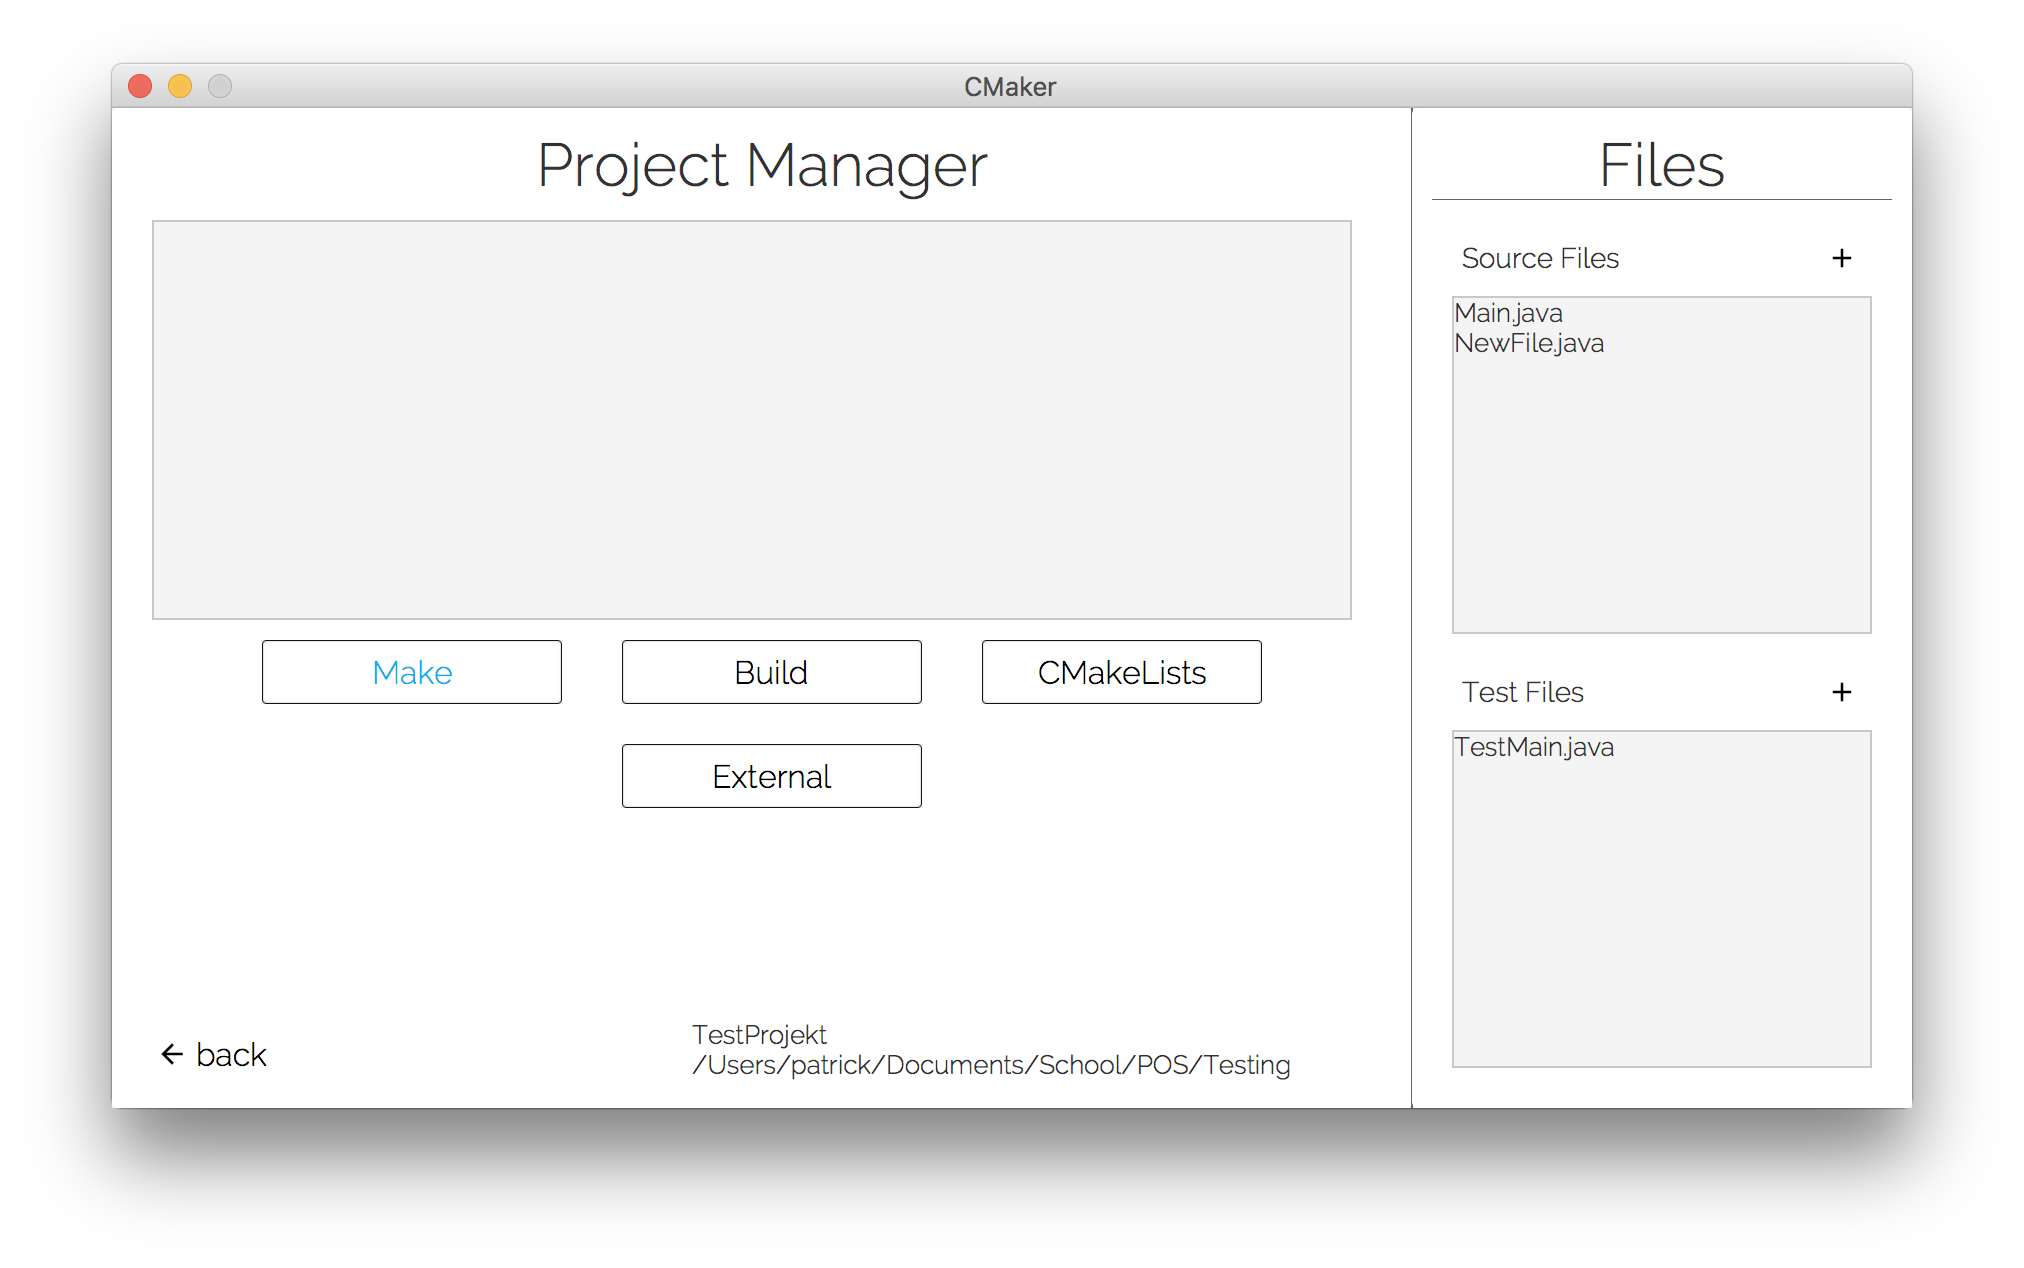 CMaker
Project Manager
Make
Build
CMakeLists
External
back
TestProjekt
/Users/patrick/Documents/School/POS/Testing
Files
Source Files
Main.java
NewFile.java
Test Files
TestMain.java